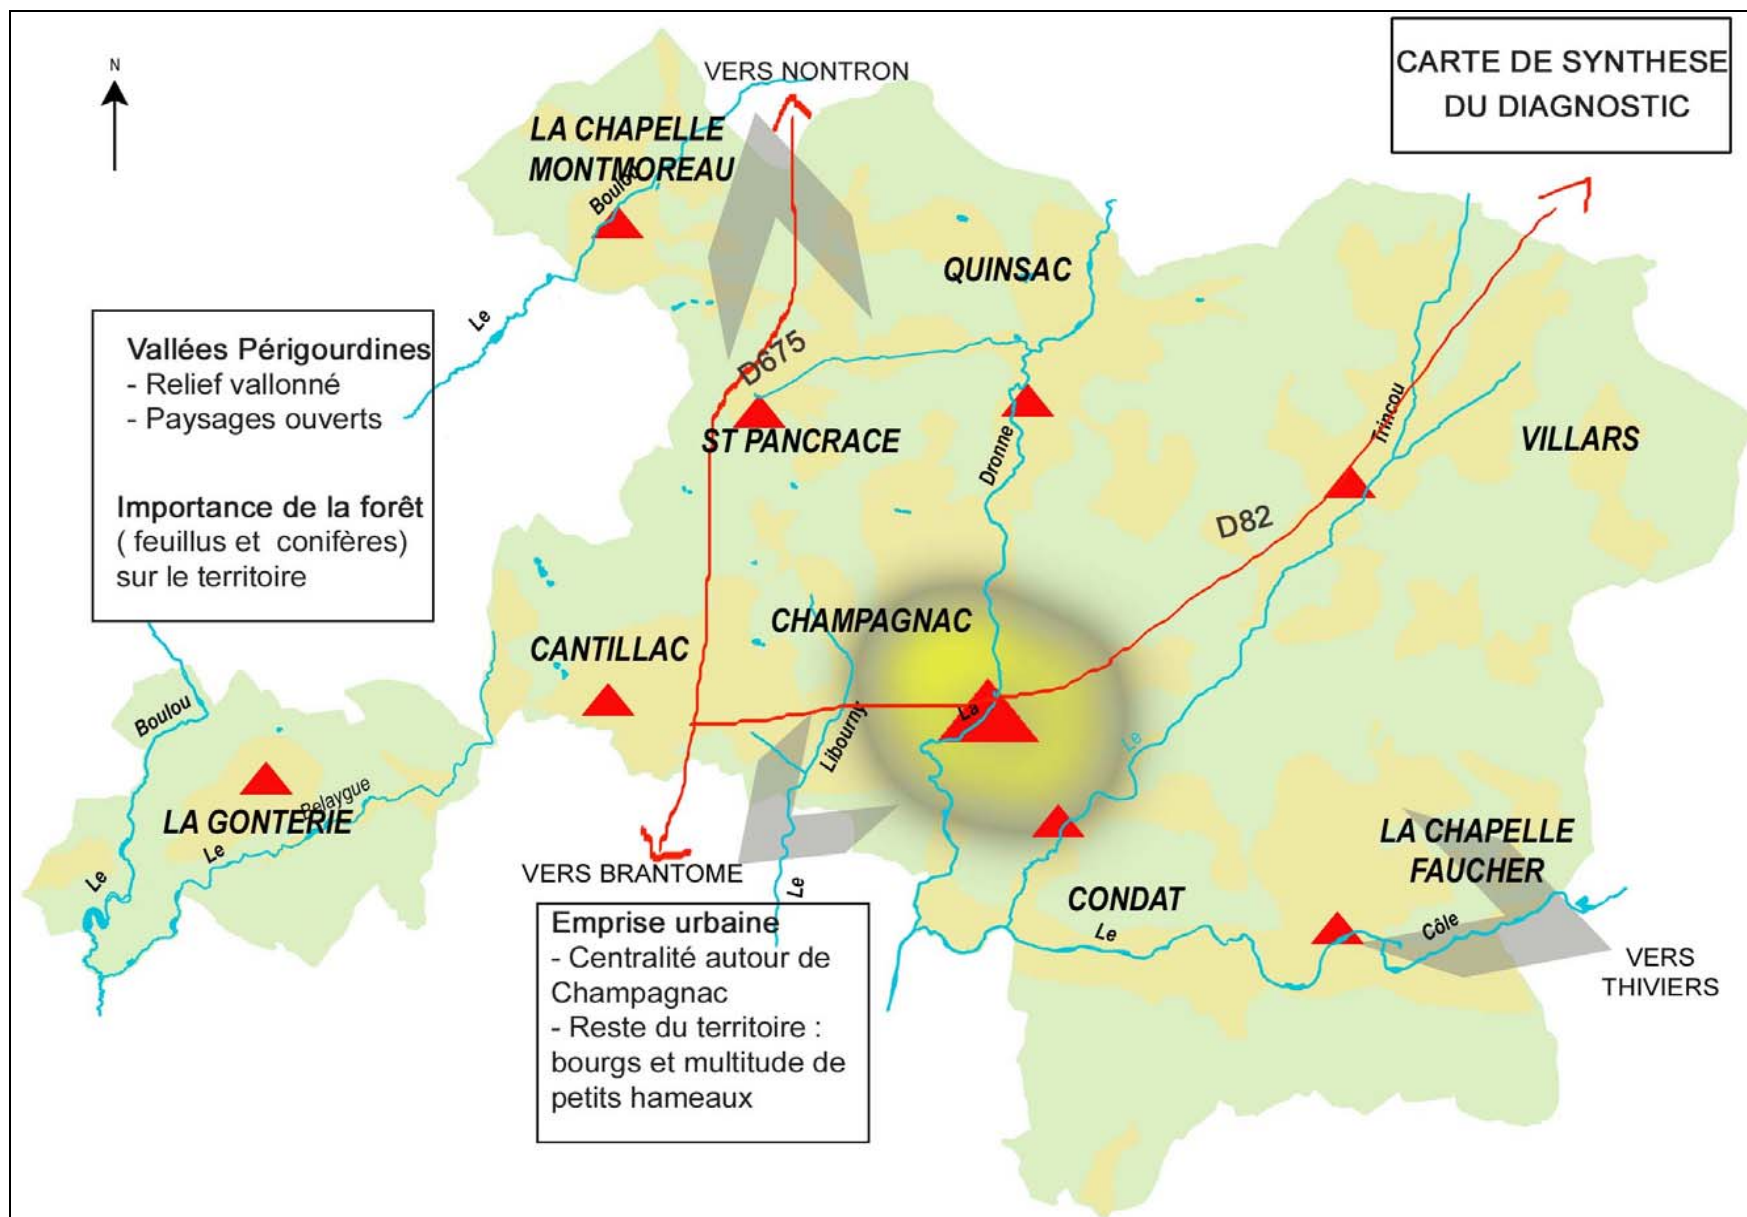 CARTE DE SYNTHESE
DU DIAGNOSTIC
N
VERS NONTRON
LA CHAPELLE
MONTMOREAU
Le Boulou
QUINSAC
Vallées Périgourdines
- Relief vallonné
- Paysages ouverts
Importance de la forêt
( feuillus et conifères)
sur le territoire
D675
ST PANCRACE
La Dronne
Le Trincou
VILLARS
D82
CHAMPAGNAC
CANTILLAC
Le Boulou
Le Libourny
LA GONTERIE
Le Belaygue
VERS BRANTOME
LA CHAPELLE
FAUCHER
CONDAT
Le Côle
VERS
THIVIERS
Emprise urbaine
- Centralité autour de
Champagnac
- Reste du territoire :
bourgs et multitude de
petits hameaux